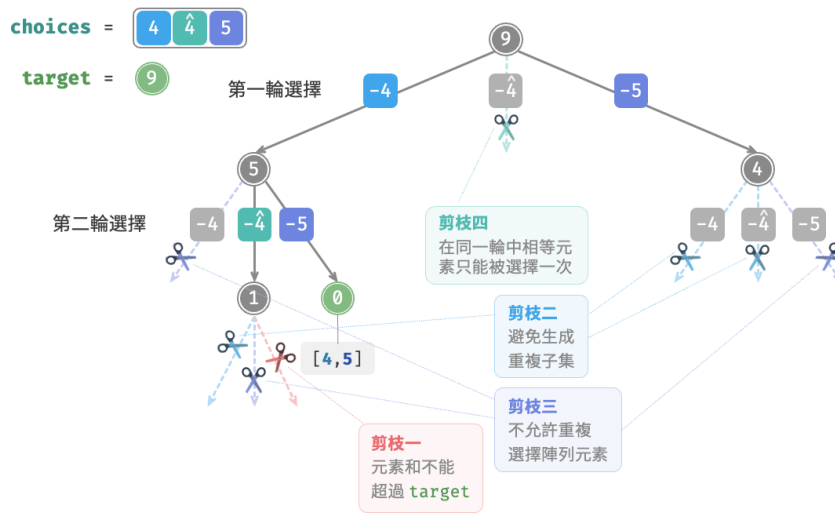 choices = 4 4̂ 5
target = 9
9
第一輪選擇
-4
-4̂
-5
5
4
第二輪選擇
-4
-4̂
-5
-4
-4̂
-5
剪枝四
在同一輪中相等元
素只能被選擇一次
1
0
剪枝二
避免生成
重複子集
[4,5]
剪枝三
不允許重複
選擇陣列元素
剪枝一
元素和不能
超過 target